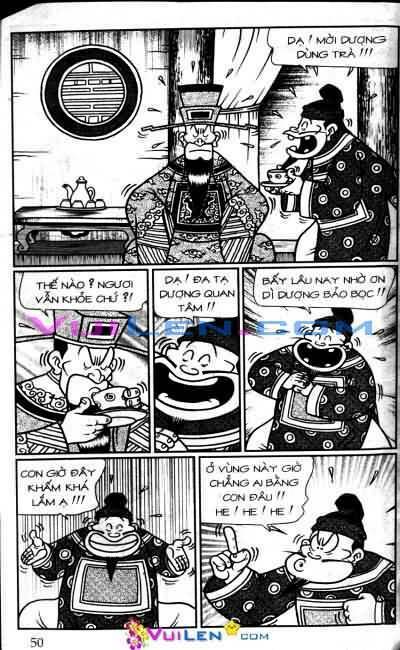 DẠ! MỜI DƯỢNG
DÙNG TRÀ!!!
THẾ NÀO? NGƯƠI
VẪN KHỎE CHỨ?!
DẠ! ĐA TẠ
DƯỢNG QUAN
TÂM!!
BẤY LÂU NAY NHỜ ƠN
DÌ DƯỢNG BẢO BỌC!
VUILEN.COM
CON GIỜ ĐÂY
KHẤM KHÁ
LẮM Ạ!!!
Ở VÙNG NÀY GIỜ
CHẲNG AI BẰNG
CON ĐÂU!!
HE! HE! HE!
50
VUILEN.COM